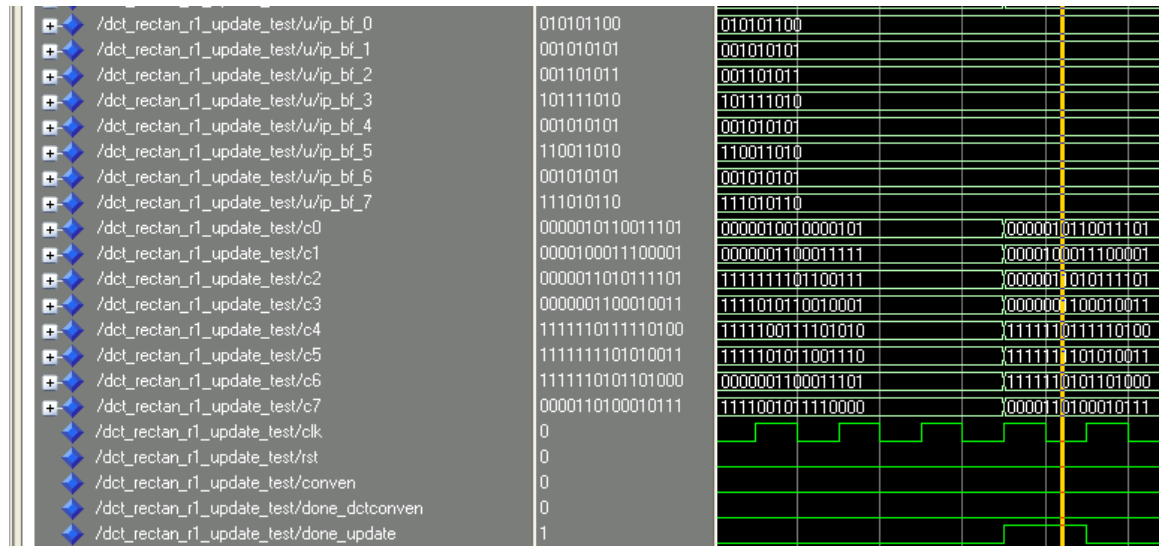 /dct_rectan_r1_update_test/u/ip_bf_0 010101100 010101100
/dct_rectan_r1_update_test/u/ip_bf_1 001010101 001010101
/dct_rectan_r1_update_test/u/ip_bf_2 001101011 001101011
/dct_rectan_r1_update_test/u/ip_bf_3 101111010 101111010
/dct_rectan_r1_update_test/u/ip_bf_4 001010101 001010101
/dct_rectan_r1_update_test/u/ip_bf_5 110011010 110011010
/dct_rectan_r1_update_test/u/ip_bf_6 001010101 001010101
/dct_rectan_r1_update_test/u/ip_bf_7 111010110 111010110
/dct_rectan_r1_update_test/c0 0000010110011101 0000010010000101 0000010110011101
/dct_rectan_r1_update_test/c1 0000100011100001 0000001100011111 0000100011100001
/dct_rectan_r1_update_test/c2 0000011010111101 1111111101100111 0000011010111101
/dct_rectan_r1_update_test/c3 0000001100010011 1111010110010001 0000001100010011
/dct_rectan_r1_update_test/c4 1111110111110100 1111100111101010 1111110111110100
/dct_rectan_r1_update_test/c5 1111111101010011 1111101011001110 1111111101010011
/dct_rectan_r1_update_test/c6 1111110101101000 0000001100011101 1111110101101000
/dct_rectan_r1_update_test/c7 0000110100010111 1111001011110000 0000110100010111
/dct_rectan_r1_update_test/clk 0
/dct_rectan_r1_update_test/rst 0
/dct_rectan_r1_update_test/conven 0
/dct_rectan_r1_update_test/done_dctconven 0
/dct_rectan_r1_update_test/done_update 1